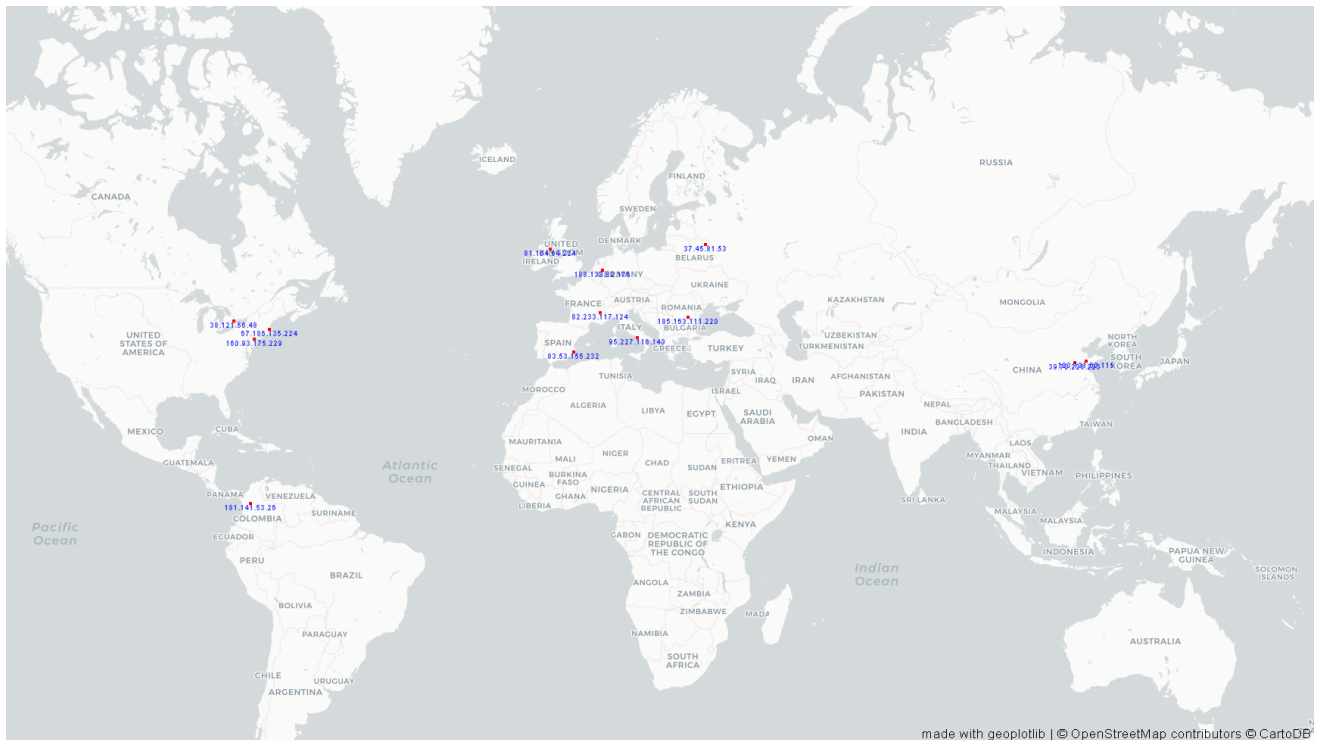 ICELAND
RUSSIA
FINLAND
CANADA
SWEDEN
DENMARK
UNITED
37.45.81.53
IRELAND
BELARUS
UKRAINE
AUSTRIA
KAZAKHSTAN
MONGOLIA
FRANCE
ROMANIA
82.233.117.124
185.163.111.220
38.121.66.48
ITALY
BULGARIA
UNITED
STATES OF
AMERICA
67.186.135.224
UZBEKISTAN
NORTH
KOREA
160.93.175.229
SPAIN
95.227.116.140
GREECE
TURKEY
TURKMENISTAN
83.53.155.232
SOUTH
KOREA
JAPAN
CHINA
SYRIA
IRAQ
IRAN
AFGHANISTAN
TUNISIA
MOROCCO
ISRAEL
PAKISTAN
ALGERIA
LIBYA
EGYPT
SAUDI
ARABIA
NEPAL
BANGLADESH
TAIWAN
MEXICO
CUBA
INDIA
OMAN
MAURITANIA
LAOS
GUATEMALA
Atlantic
Ocean
SENEGAL
MALI
NIGER
CHAD
SUDAN
ERITREA
YEMEN
MYANMAR
THAILAND
VIETNAM
PHILIPPINES
BURKINA
FASO
GUINEA
GHANA
NIGERIA
LIBERIA
CENTRAL
AFRICAN
REPUBLIC
SOUTH
SUDAN
ETHIOPIA
SRI LANKA
PANAMA
VENEZUELA
181.141.53.26
COLOMBIA
SURINAME
MALAYSIA
MALAYSIA
Pacific
Ocean
ECUADOR
KENYA
GABON
DEMOCRATIC
REPUBLIC OF
THE CONGO
INDONESIA
PAPUA NEW
GUINEA
PERU
BRAZIL
Indian
Ocean
SOLOMON
ISLANDS
ANGOLA
ZAMBIA
BOLIVIA
ZIMBABWE
MADA
PARAGUAY
NAMIBIA
AUSTRALIA
SOUTH
AFRICA
CHILE
URUGUAY
ARGENTINA
made with geoplotlib | © OpenStreetMap contributors © CartoDB